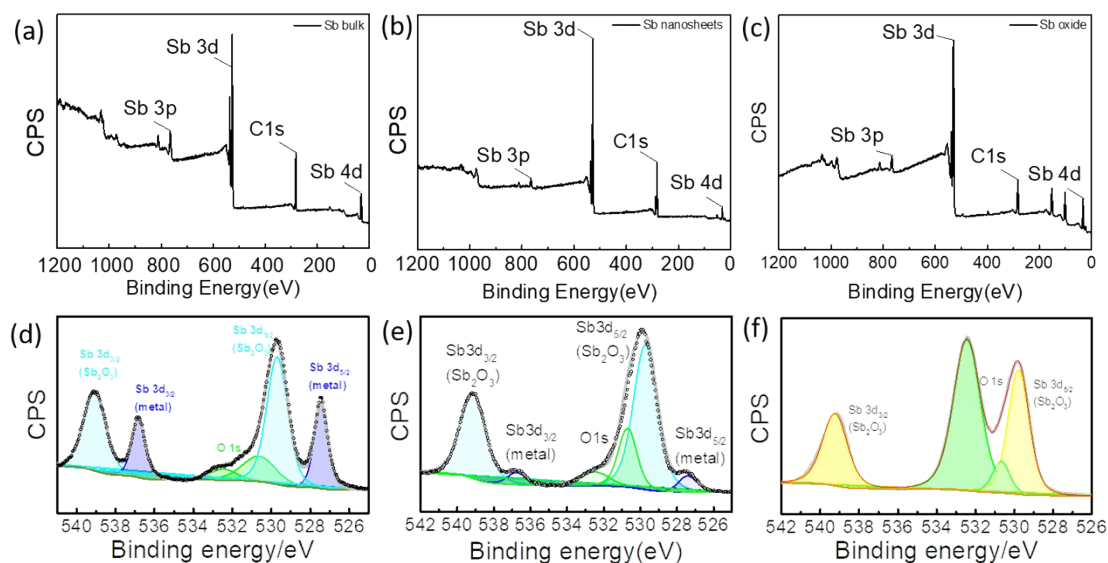 (a)
Sb bulk
Sb 3d
Sb 3p
C1s
Sb 4d
CPS
1200 1000 800 600 400 200 0
Binding Energy(eV)
(b)
Sb nanosheets
Sb 3d
C1s
Sb 3p
Sb 4d
CPS
1200 1000 800 600 400 200 0
Binding Energy(eV)
(c)
Sb oxide
Sb 3d
Sb 3p
C1s
Sb 4d
CPS
1200 1000 800 600 400 200 0
Binding Energy(eV)
(d)
Sb 3d5/2
(Sb2O3)
Sb 3d3/2
(Sb2O3)
Sb 3d3/2
(metal)
Sb 3d5/2
(metal)
O 1s
CPS
540 538 536 534 532 530 528 526
Binding energy/eV
(e)
Sb3d5/2
(Sb2O3)
Sb3d3/2
(Sb2O3)
Sb3d3/2
(metal)
O1s
Sb3d5/2
(metal)
CPS
542 540 538 536 534 532 530 528 526
Binding energy(eV)
(f)
O 1s
Sb 3d5/2
(Sb2O3)
Sb 3d3/2
(Sb2O3)
CPS
542 540 538 536 534 532 530 528 526
Binding energy/eV